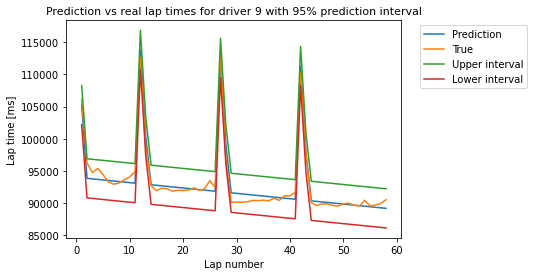 Prediction vs real lap times for driver 9 with 95% prediction interval
115000
110000
105000
100000
95000
90000
85000
Lap time [ms]
0 10 20 30 40 50 60
Lap number
Prediction
True
Upper interval
Lower interval